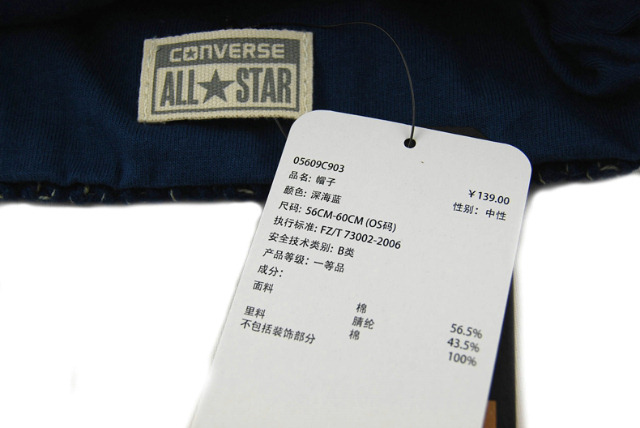 CONVERSE
ALL★STAR
05609C903
品名: 帽子 ￥139.00
颜色: 深海蓝 性别: 中性
尺码: 56CM-60CM (OS码)
执行标准: FZ/T 73002-2006
安全技术类别: B类
产品等级: 一等品
成分:
面料 棉 56.5%
腈纶 43.5%
里料 棉 100%
不包括装饰部分